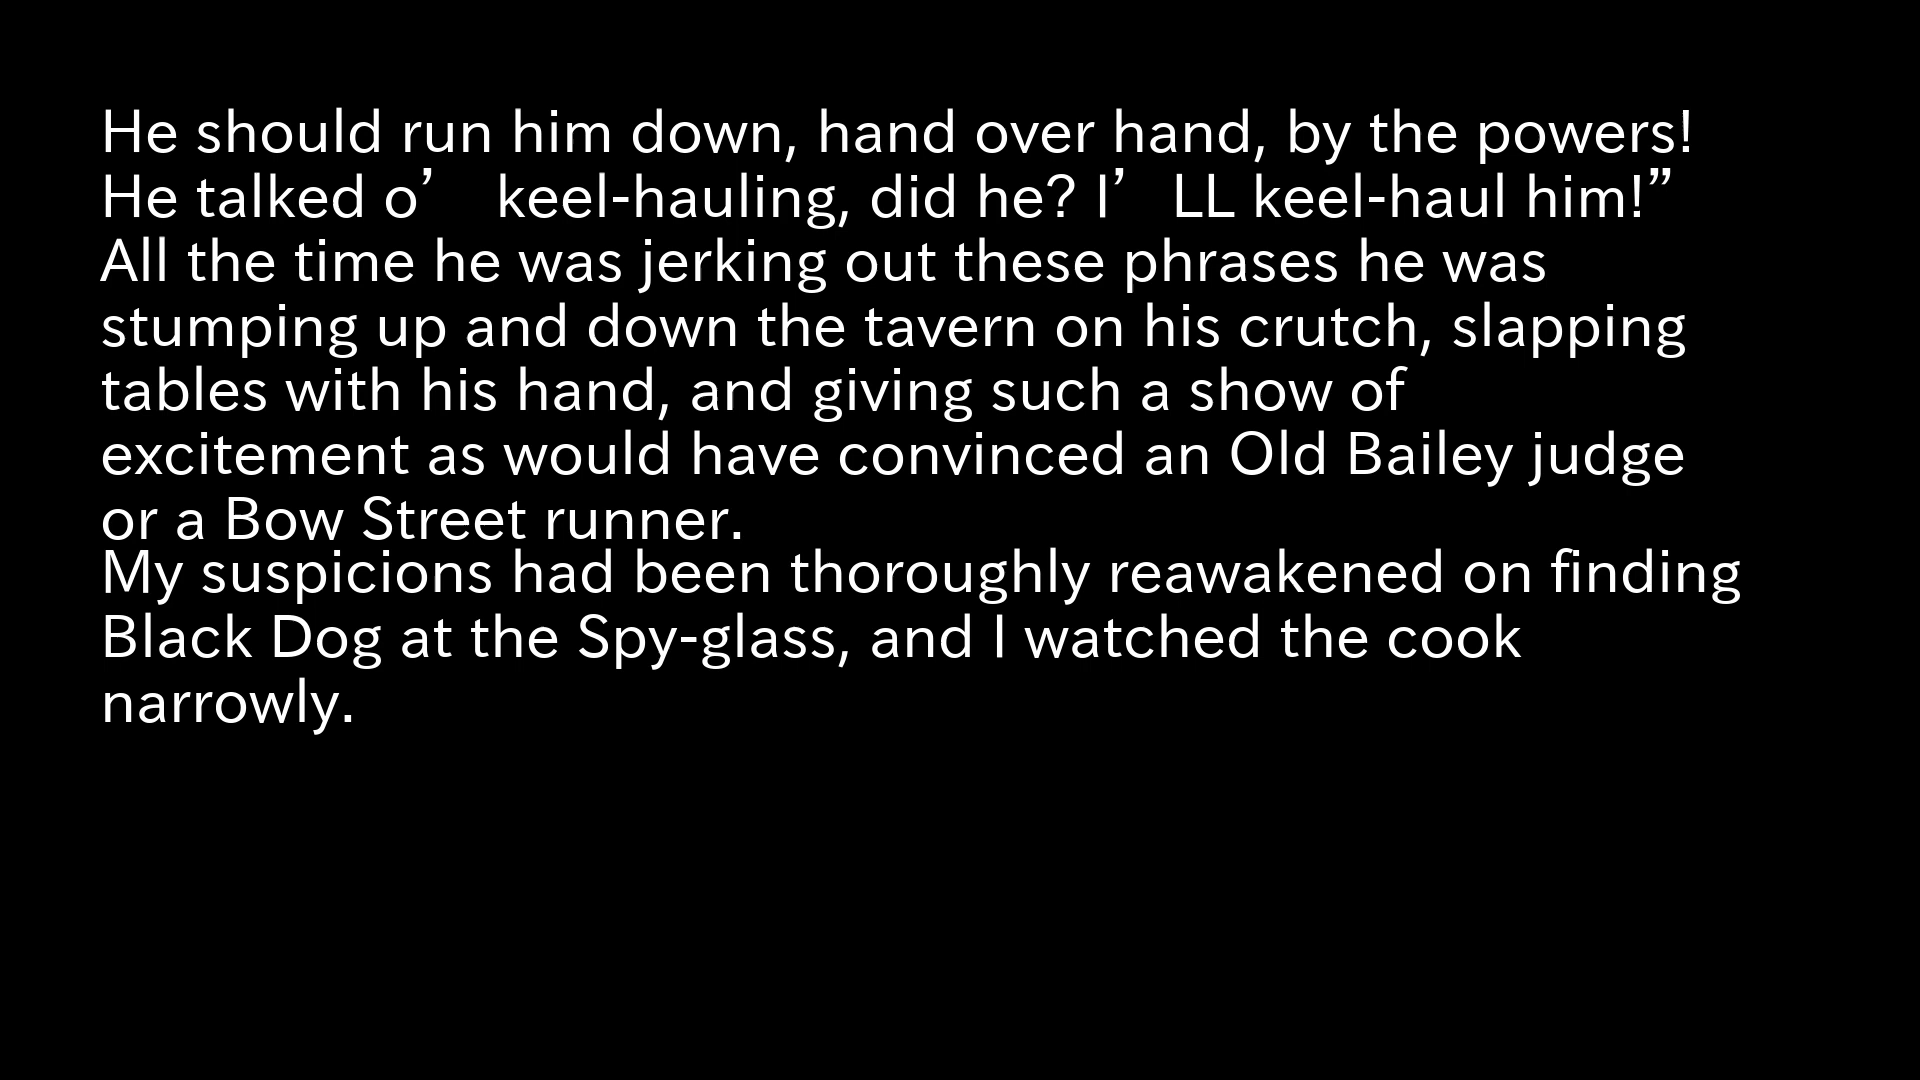 He should run him down, hand over hand, by the powers!
He talked o’ keel-hauling, did he? I’LL keel-haul him!”
All the time he was jerking out these phrases he was
stumping up and down the tavern on his crutch, slapping
tables with his hand, and giving such a show of
excitement as would have convinced an Old Bailey judge
or a Bow Street runner.
My suspicions had been thoroughly reawakened on finding
Black Dog at the Spy-glass, and I watched the cook
narrowly.